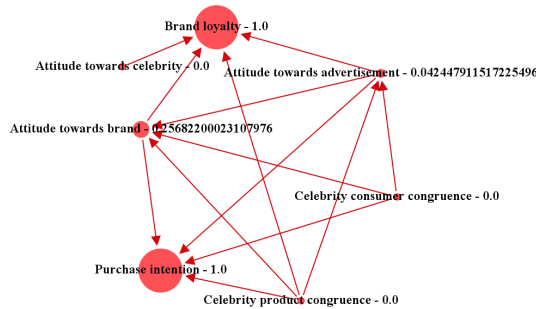 Brand loyalty - 1.0
Attitude towards celebrity - 0.0
Attitude towards advertisement - 0.042447911517225496
Attitude towards brand - 0.25682200023107976
Celebrity consumer congruence - 0.0
Purchase intention - 1.0
Celebrity product congruence - 0.0